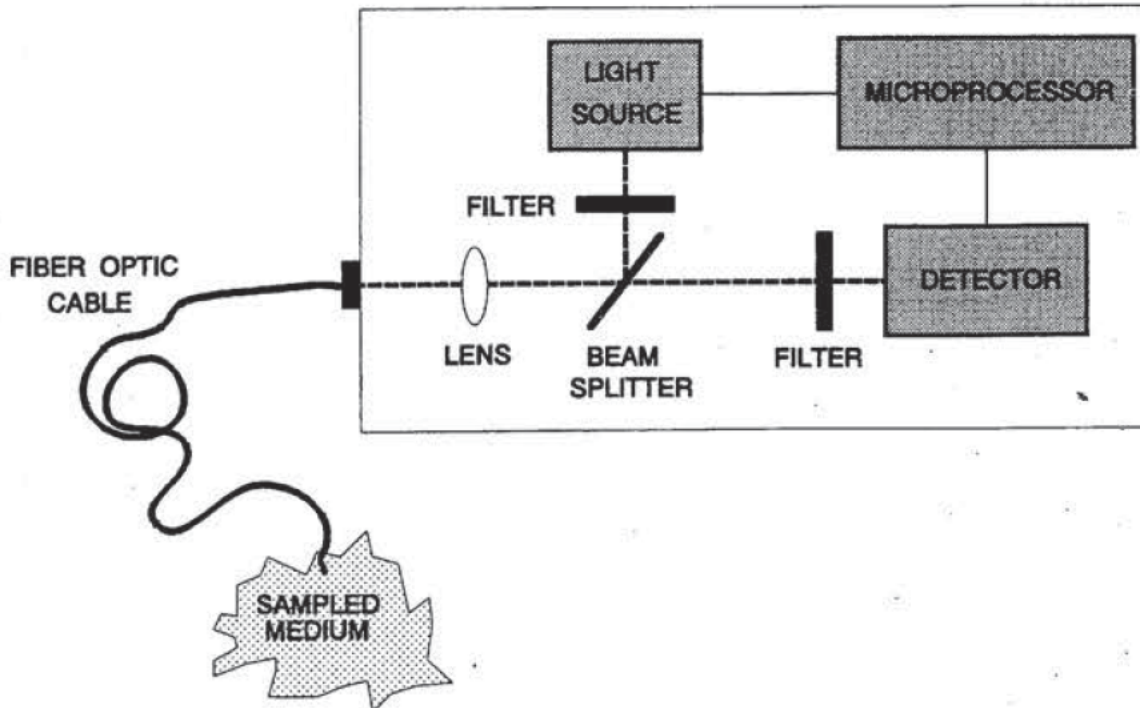 LIGHT
SOURCE
MICROPROCESSOR
FILTER
FIBER OPTIC
CABLE
DETECTOR
LENS
BEAM
SPLITTER
FILTER
SAMPLED
MEDIUM